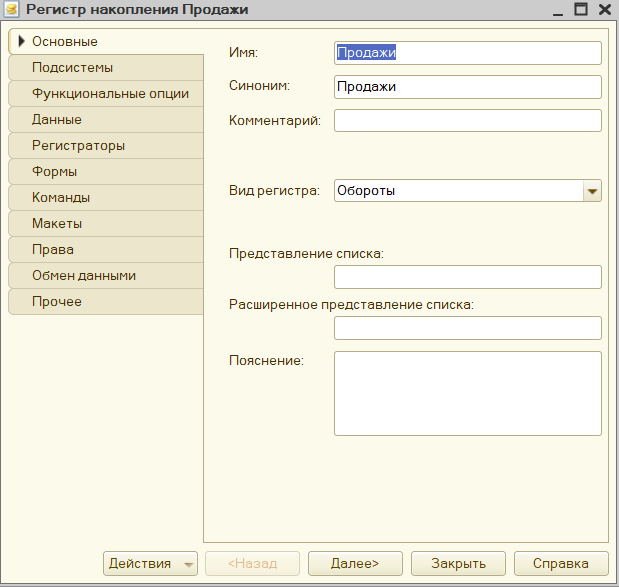 Регистр накопления Продажи
Основные
Подсистемы
Функциональные опции
Данные
Регистраторы
Формы
Команды
Макеты
Права
Обмен данными
Прочее
Имя: Продажи
Синоним: Продажи
Комментарий:
Вид регистра: Обороты
Представление списка:
Расширенное представление списка:
Пояснение:
Действия <Назад Далее> Закрыть Справка